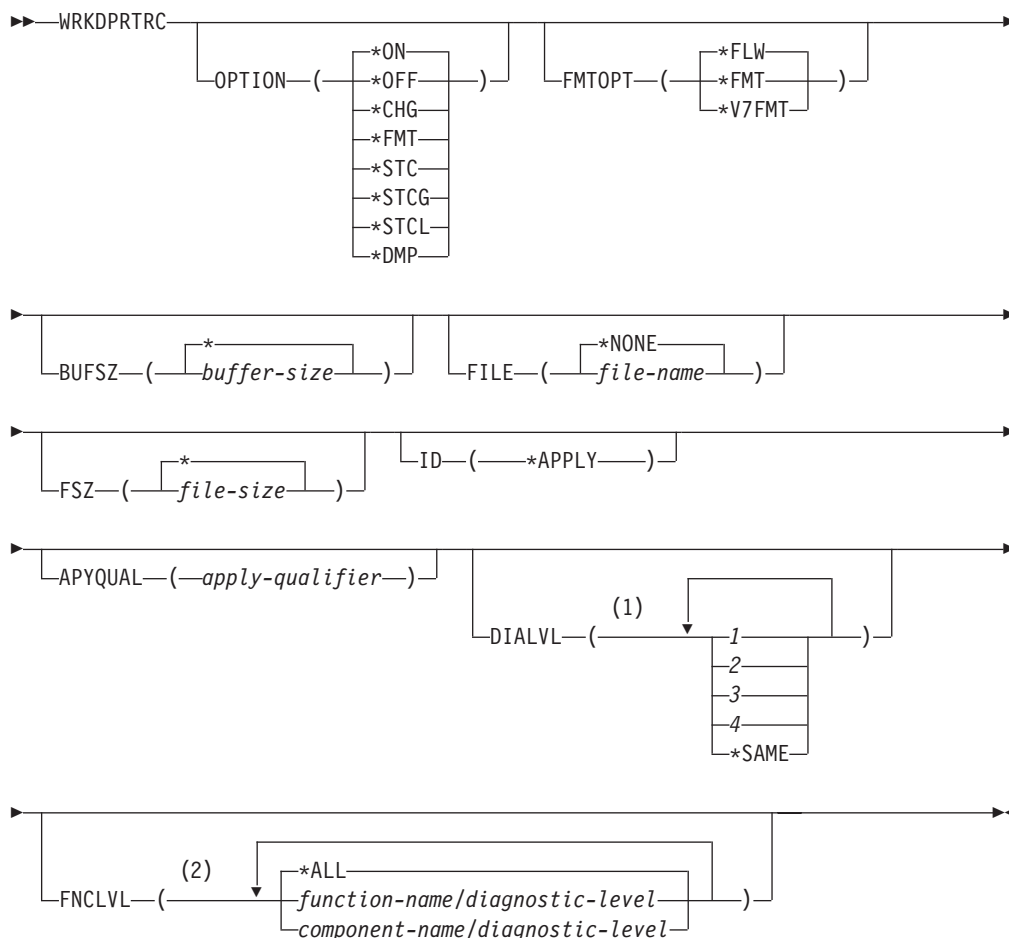 WRKDPRTRC
OPTION ( *ON ) FMTOPT ( *FLW )
*OFF *FMT
*CHG *V7FMT
*FMT
*STC
*STCG
*STCL
*DMP
BUFSZ ( * ) FILE ( *NONE )
buffer-size file-name
FSZ ( * ) ID ( *APPLY )
file-size
APYQUAL ( apply-qualifier )
(1)
DIALVL ( 1 )
2
3
4
*SAME
(2)
FNCLVL ( *ALL )
function-name/diagnostic-level
component-name/diagnostic-level